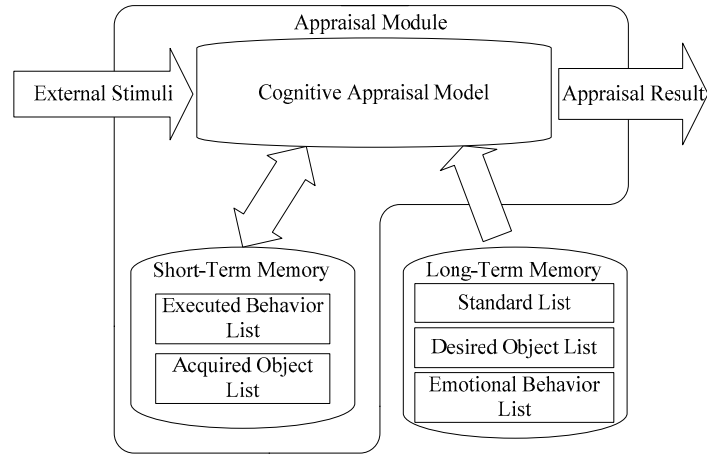 Appraisal Module
External Stimuli
Cognitive Appraisal Model
Appraisal Result
Short-Term Memory
Executed Behavior
List
Acquired Object
List
Long-Term Memory
Standard List
Desired Object List
Emotional Behavior
List